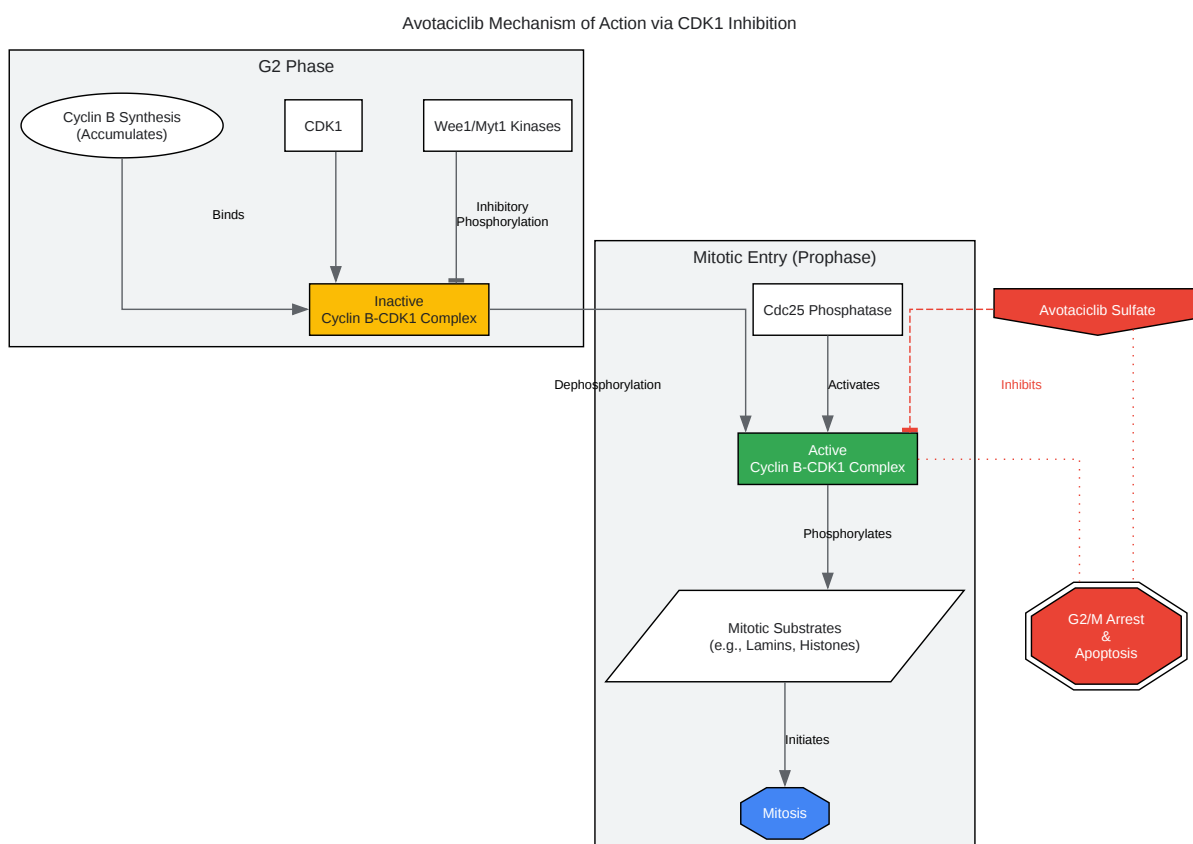 Avotaciclib Mechanism of Action via CDK1 Inhibition
G2 Phase
Cyclin B Synthesis
(Accumulates)
CDK1
Wee1/Myt1 Kinases
Binds
Inhibitory
Phosphorylation
Inactive
Cyclin B-CDK1 Complex
Mitotic Entry (Prophase)
Cdc25 Phosphatase
Avotaciclib Sulfate
Dephosphorylation
Activates
Inhibits
Active
Cyclin B-CDK1 Complex
Phosphorylates
Mitotic Substrates
(e.g., Lamins, Histones)
G2/M Arrest
&
Apoptosis
Initiates
Mitosis